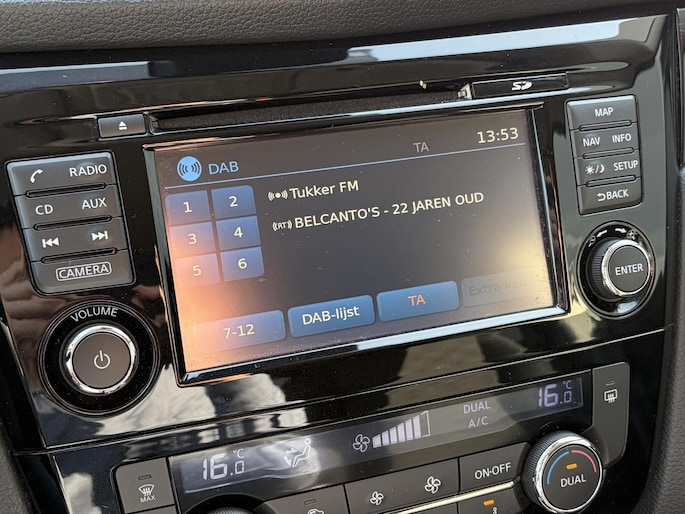 SD
MAP
NAV INFO
SETUP
BACK
ENTER
RADIO
CD AUX
CAMERA
VOLUME
DAB
TA
13:53
1 2
3 4
5 6
7-12
Tukker FM
(RT) BELCANTO'S - 22 JAREN OUD
DAB-lijst
TA
Extra
16.0
DUAL
A/C
16.0 °C
MAX
ON-OFF
DUAL